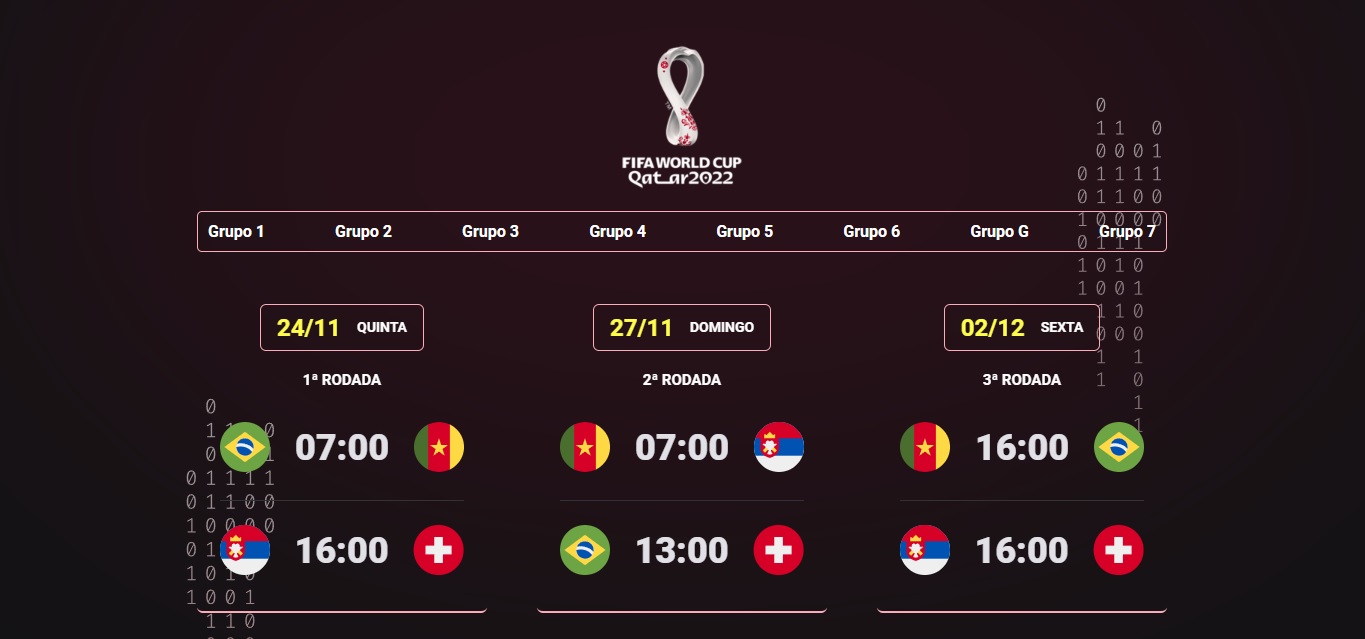 FIFA WORLD CUP
Qatar2022
Grupo 1 Grupo 2 Grupo 3 Grupo 4 Grupo 5 Grupo 6 Grupo G Grupo 7
24/11 QUINTA 27/11 DOMINGO 02/12 SEXTA
1ª RODADA 2ª RODADA 3ª RODADA
07:00 07:00 16:00
16:00 13:00 16:00